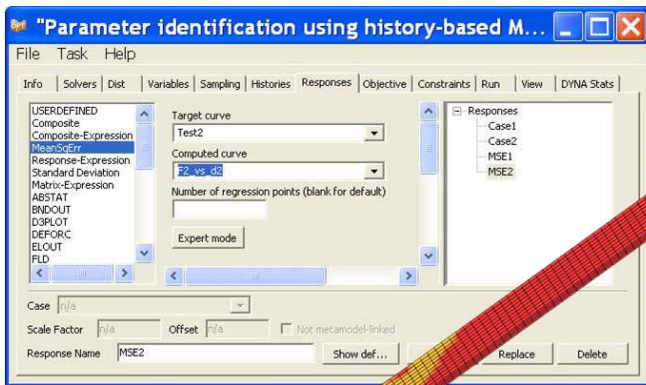 "Parameter identification using history-based M...
File Task Help
Info Solvers Dist Variables Sampling Histories Responses Objective Constraints Run View DYNA Stats
USERDEFINED
Composite
Composite-Expression
MeanSqErr
Response-Expression
Standard Deviation
Matrix-Expression
ABSTAT
BNDOUT
D3PLOT
DEFORC
ELOUT
FLD
Target curve
Test2
Computed curve
F2_vs_d2
Number of regression points (blank for default)
Expert mode
Responses
Case1
Case2
MSE1
MSE2
Case n/a
Scale Factor n/a Offset n/a Not metamodel-linked
Response Name MSE2 Show def... Replace Delete